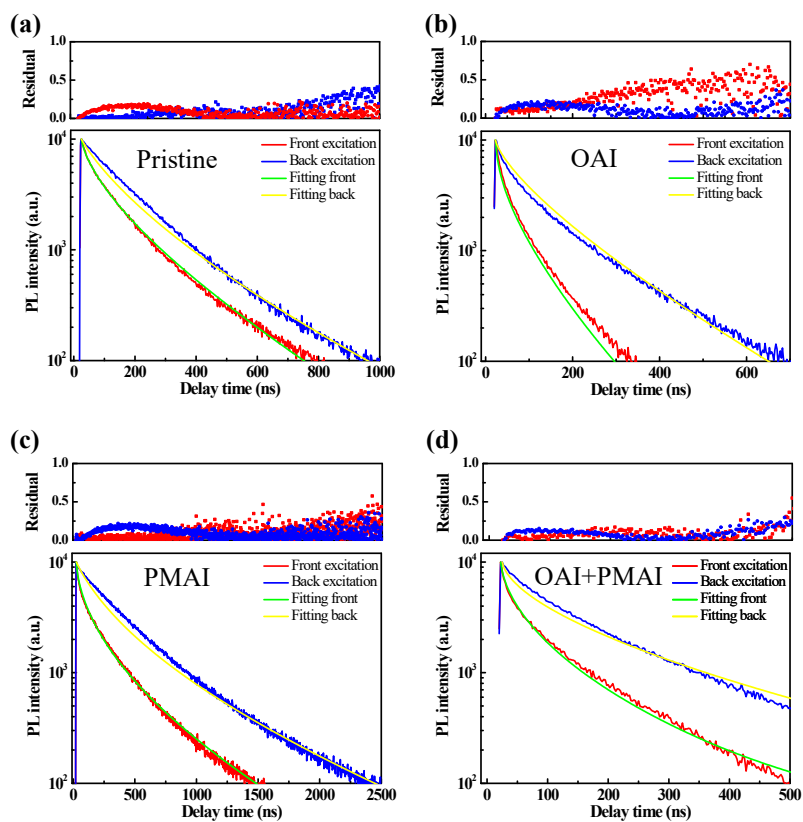 (a)
1.0
0.5
0.0
Residual
10^4
10^3
10^2
PL intensity (a.u.)
Pristine
Front excitation
Back excitation
Fitting front
Fitting back
0 200 400 600 800 1000
Delay time (ns)
(b)
1.0
0.5
0.0
Residual
10^4
10^3
10^2
PL intensity (a.u.)
OAI
Front excitation
Back excitation
Fitting front
Fitting back
0 200 400 600
Delay time (ns)
(c)
1.0
0.5
0.0
Residual
10^4
10^3
10^2
PL intensity (a.u.)
PMAI
Front excitation
Back excitation
Fitting front
Fitting back
0 500 1000 1500 2000 2500
Delay time (ns)
(d)
1.0
0.5
0.0
Residual
10^4
10^3
10^2
PL intensity (a.u.)
OAI+PMAI
Front excitation
Back excitation
Fitting front
Fitting back
0 100 200 300 400 500
Delay time (ns)